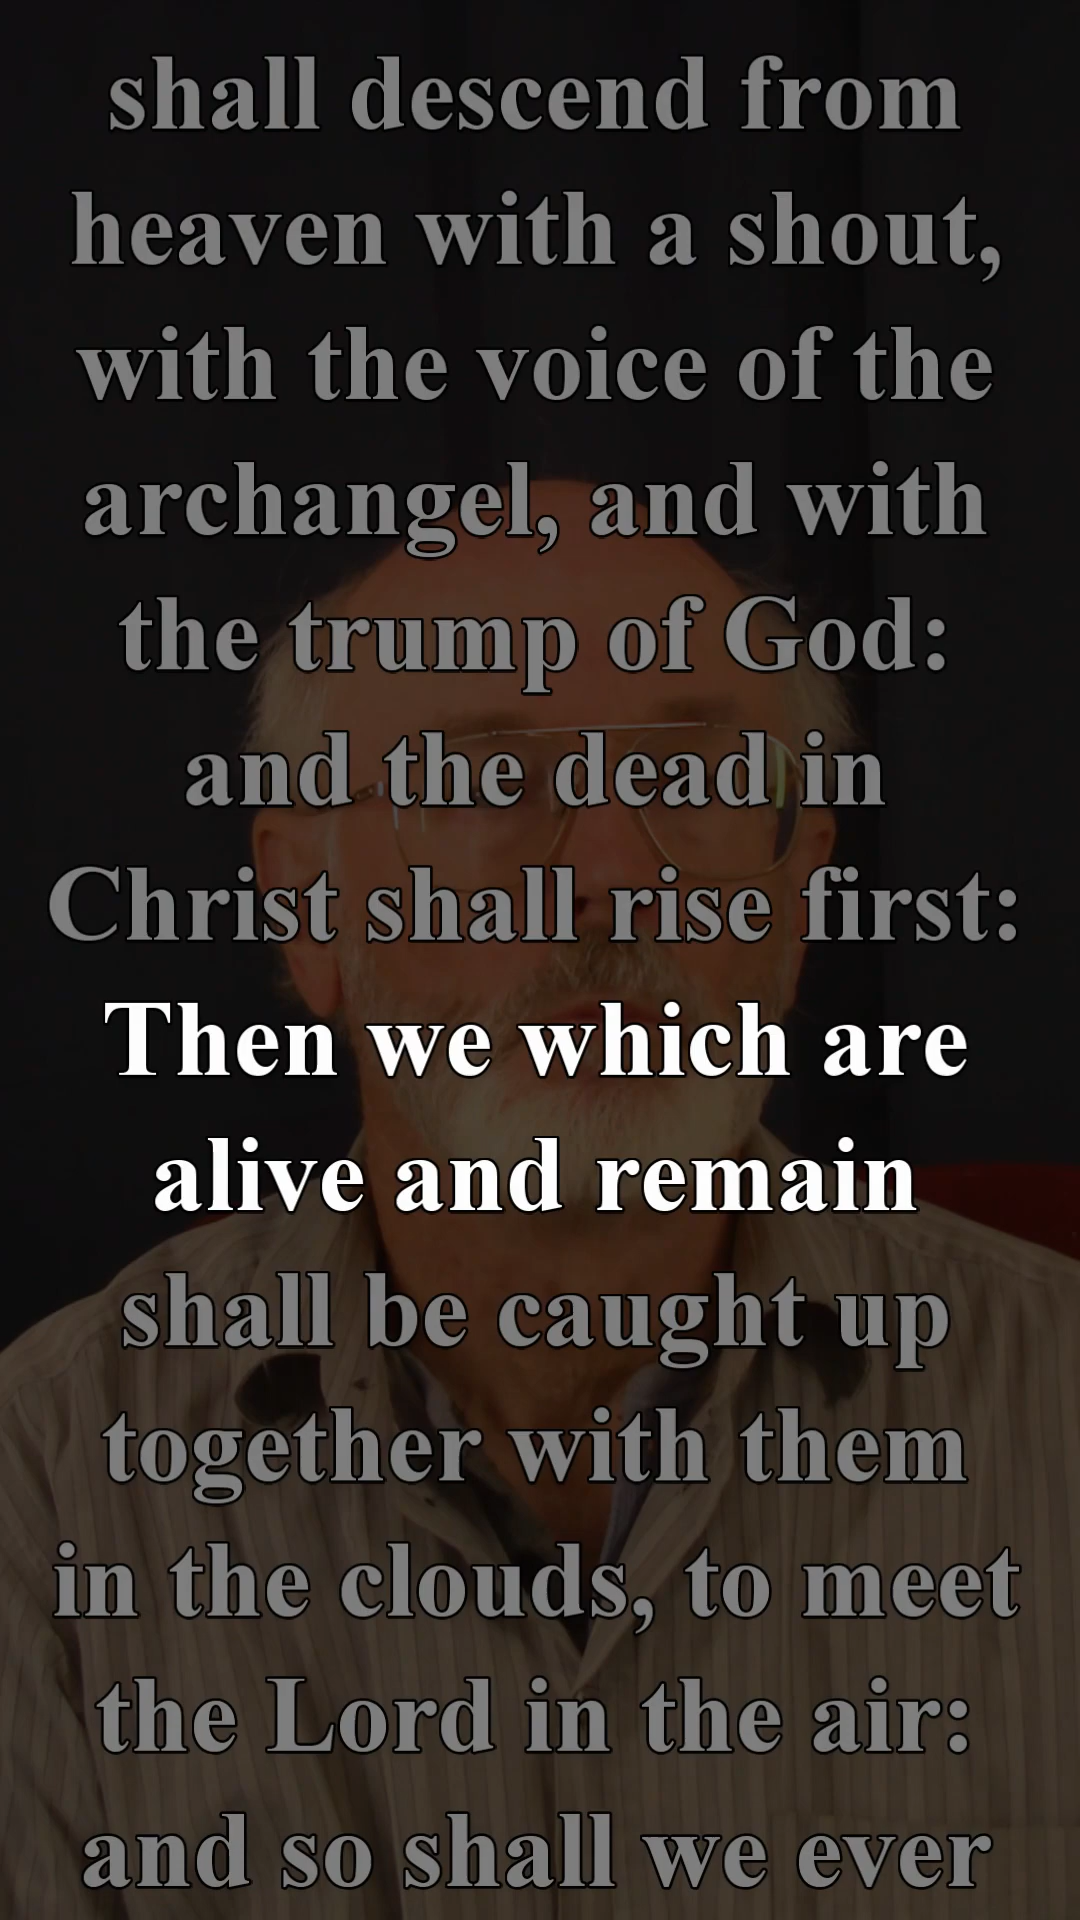 shall descend from
heaven with a shout,
with the voice of the
archangel, and with
the trump of God:
and the dead in
Christ shall rise first:
Then we which are
alive and remain
shall be caught up
together with them
in the clouds, to meet
the Lord in the air:
and so shall we ever